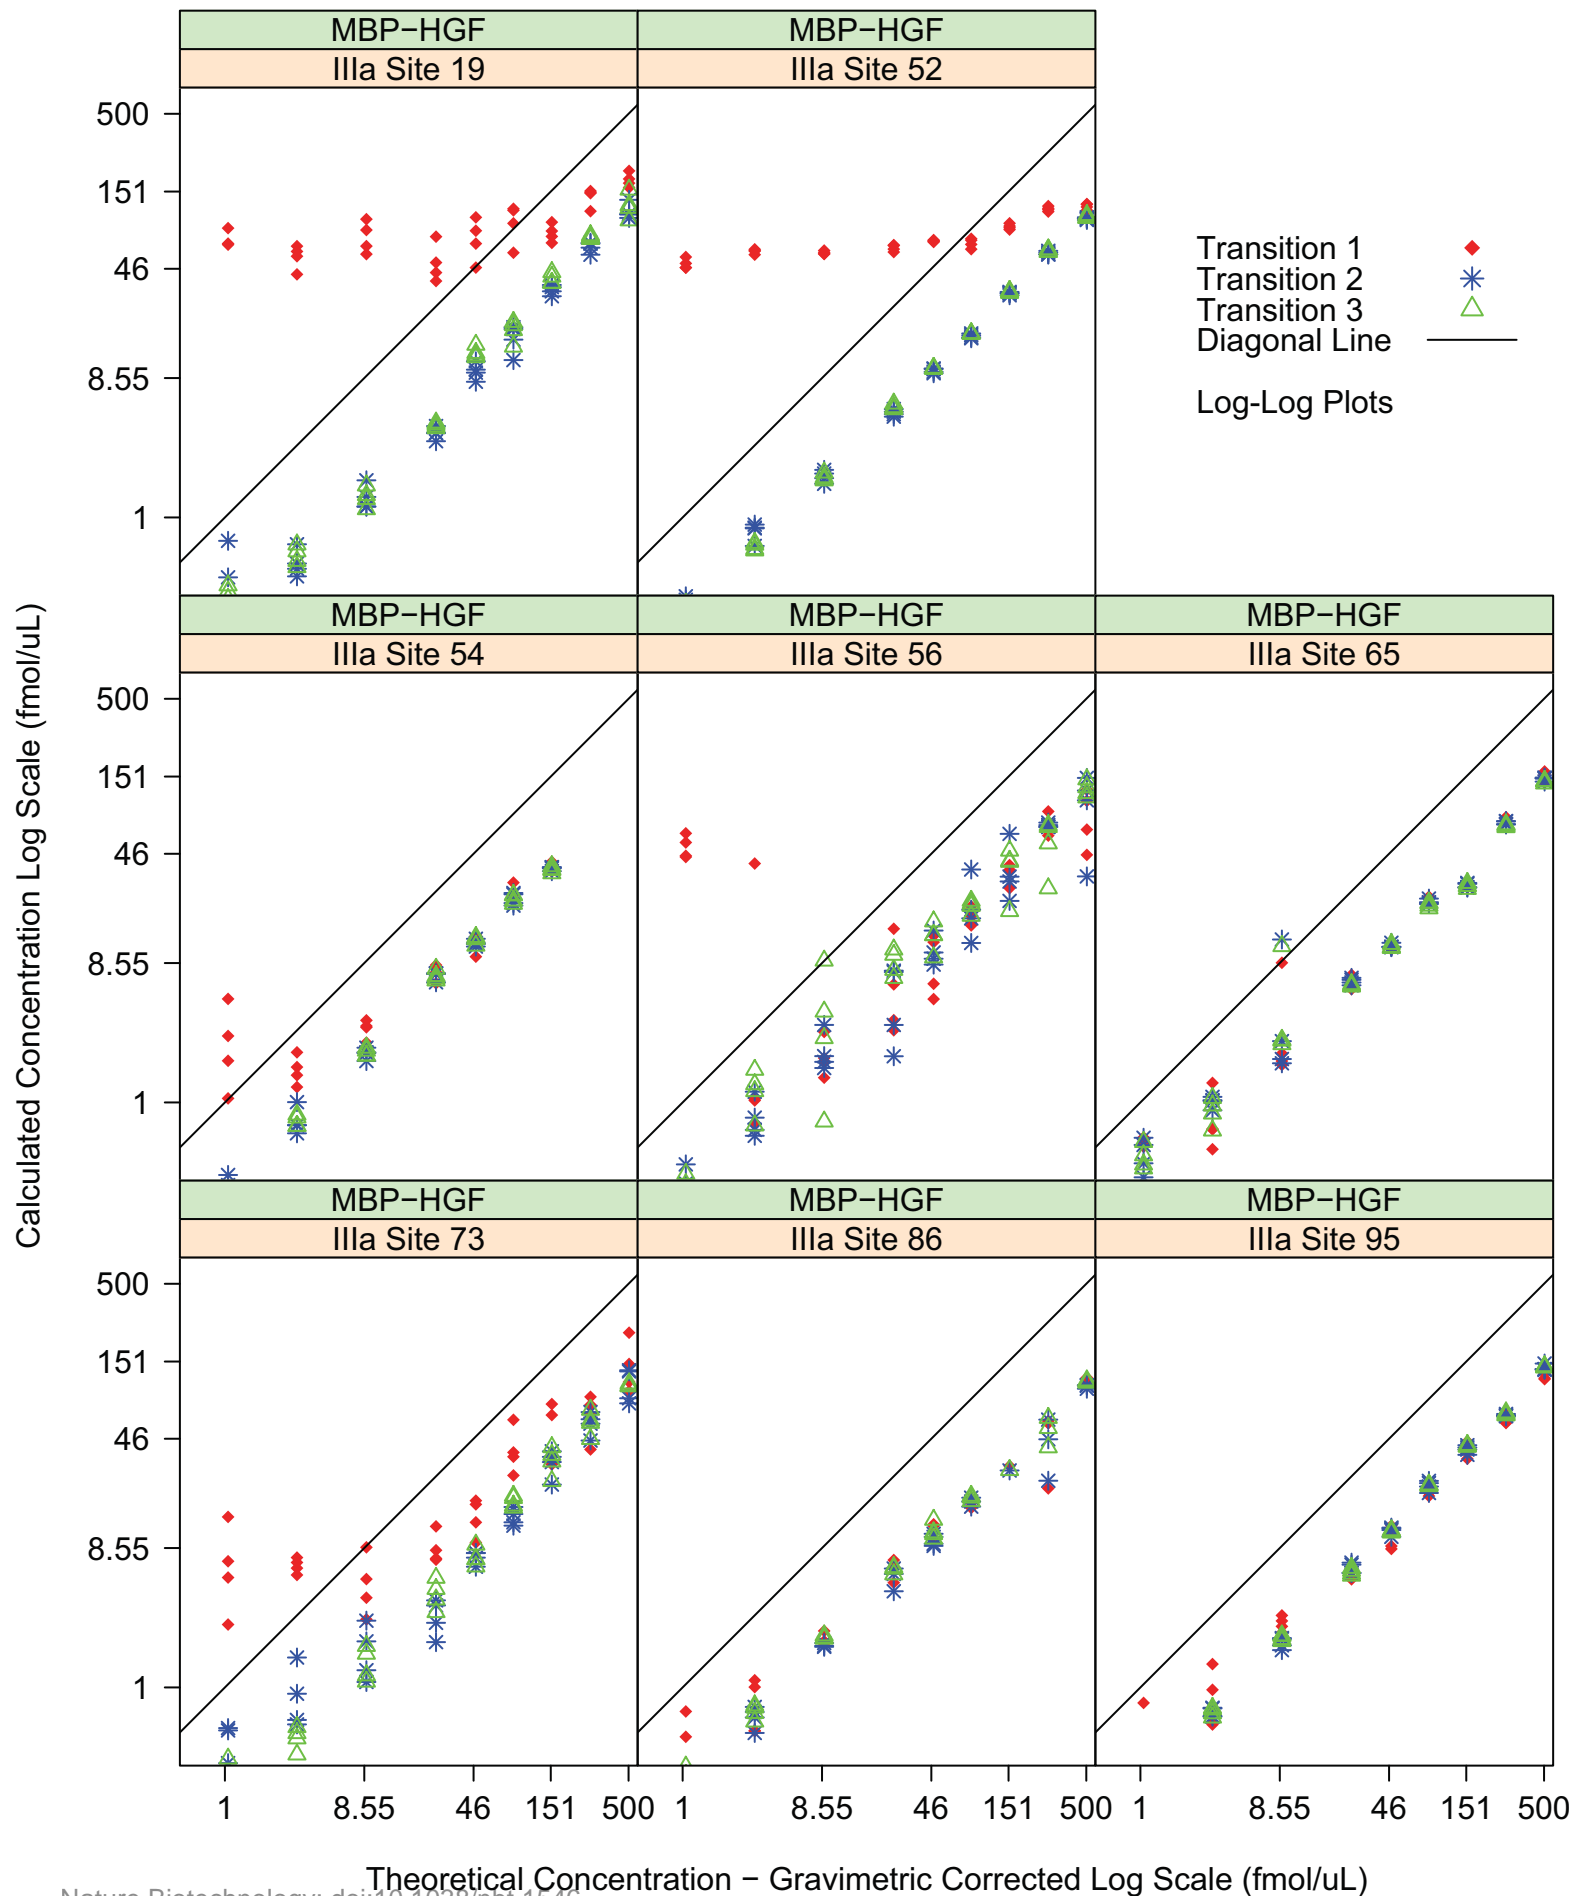 MBP−HGF MBP−HGF
IIIa Site 19 IIIa Site 52
500
151
46
8.55
1
Transition 1
Transition 2
Transition 3
Diagonal Line
Log-Log Plots
MBP−HGF MBP−HGF MBP−HGF
IIIa Site 54 IIIa Site 56 IIIa Site 65
500
151
46
8.55
1
Calculated Concentration Log Scale (fmol/uL)
MBP−HGF MBP−HGF MBP−HGF
IIIa Site 73 IIIa Site 86 IIIa Site 95
500
151
46
8.55
1
1 8.55 46 151 500 1 8.55 46 151 500 1 8.55 46 151 500
Theoretical Concentration − Gravimetric Corrected Log Scale (fmol/uL)